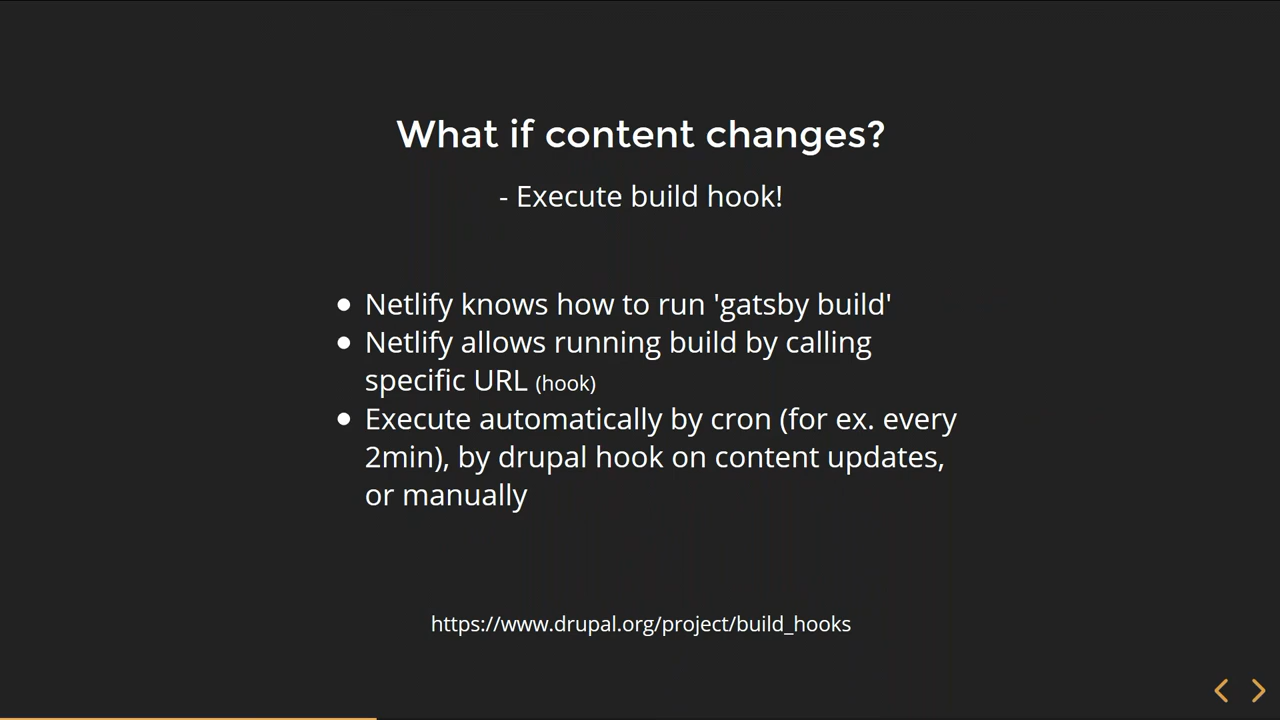 What if content changes?
- Execute build hook!
• Netlify knows how to run 'gatsby build'
• Netlify allows running build by calling
specific URL (hook)
• Execute automatically by cron (for ex. every
2min), by drupal hook on content updates,
or manually
https://www.drupal.org/project/build_hooks